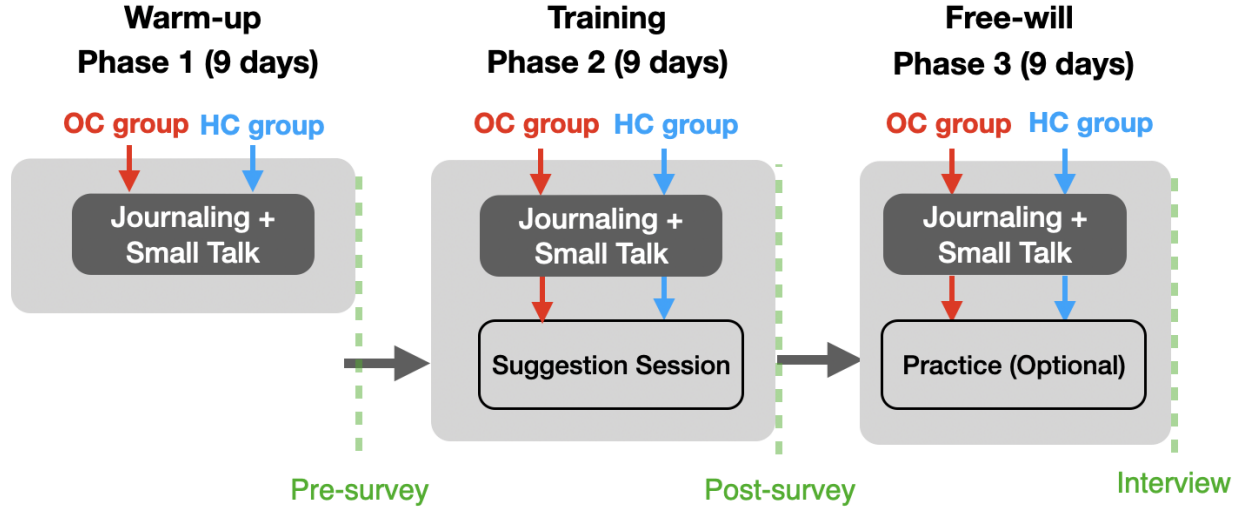 Warm-up
Phase 1 (9 days)
OC group
HC group
Journaling +
Small Talk
Pre-survey
Training
Phase 2 (9 days)
OC group
HC group
Journaling +
Small Talk
Suggestion Session
Post-survey
Free-will
Phase 3 (9 days)
OC group
HC group
Journaling +
Small Talk
Practice (Optional)
Interview